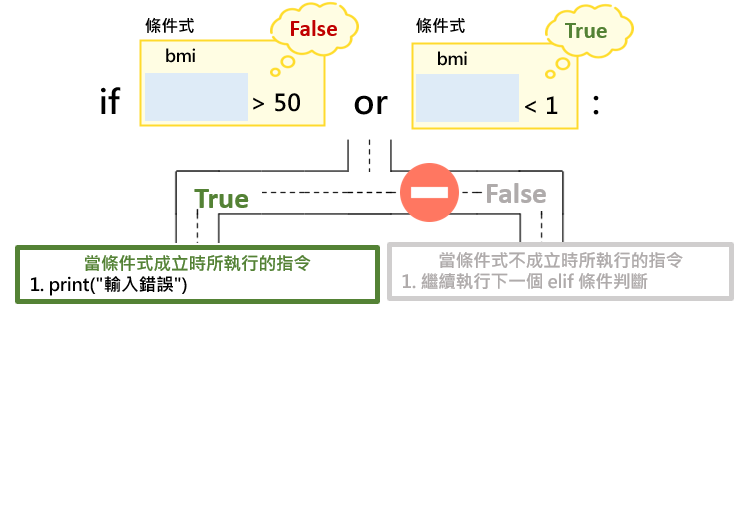 條件式 False 條件式 True
bmi bmi
if > 50 or < 1 :
True False
當條件式成立時所執行的指令
1. print("輸入錯誤")
當條件式不成立時所執行的指令
1. 繼續執行下一個 elif 條件判斷